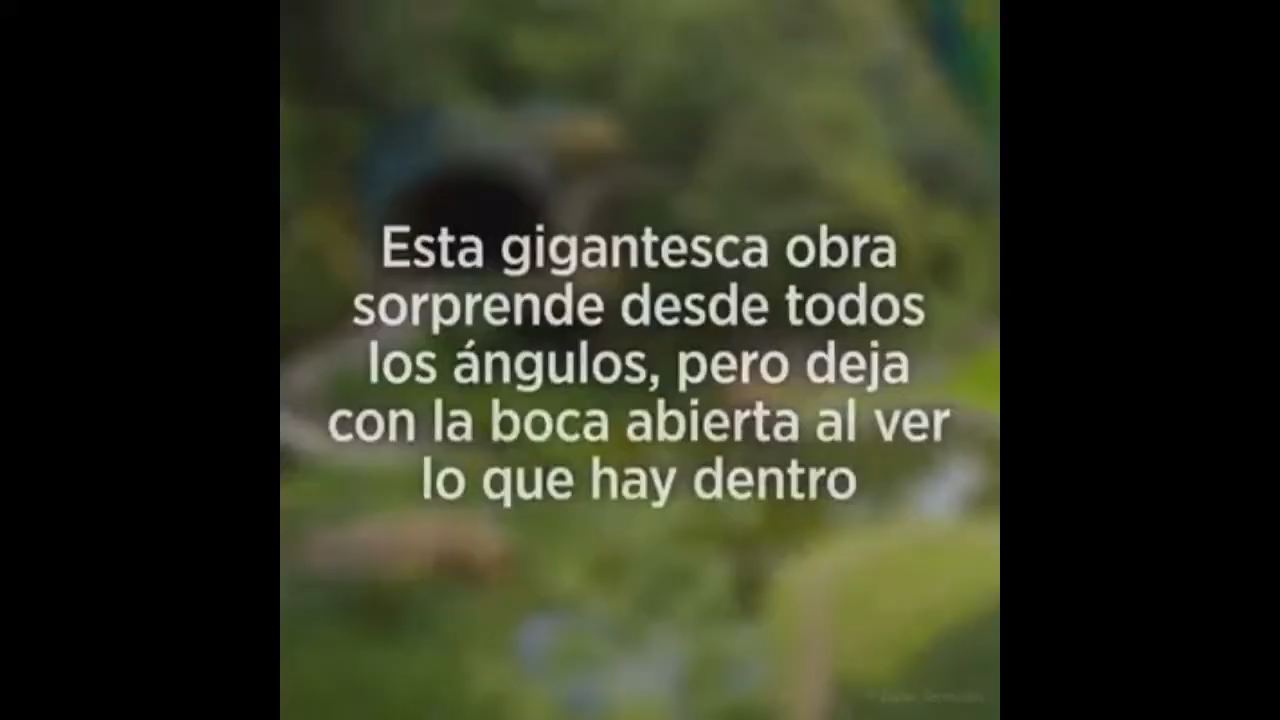 Esta gigantesca obra
sorprende desde todos
los ángulos, pero deja
con la boca abierta al ver
lo que hay dentro